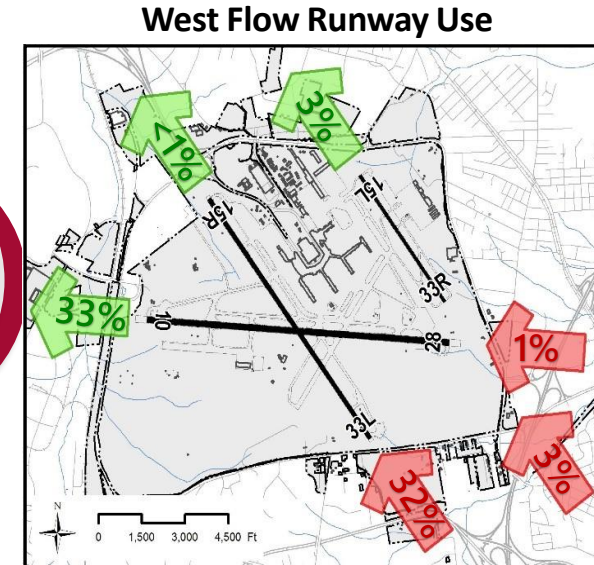 West Flow Runway Use
<1%
3%
15R
15L
33%
10
33R
28
1%
33L
32%
3%
N
0 1,500 3,000 4,500 Ft